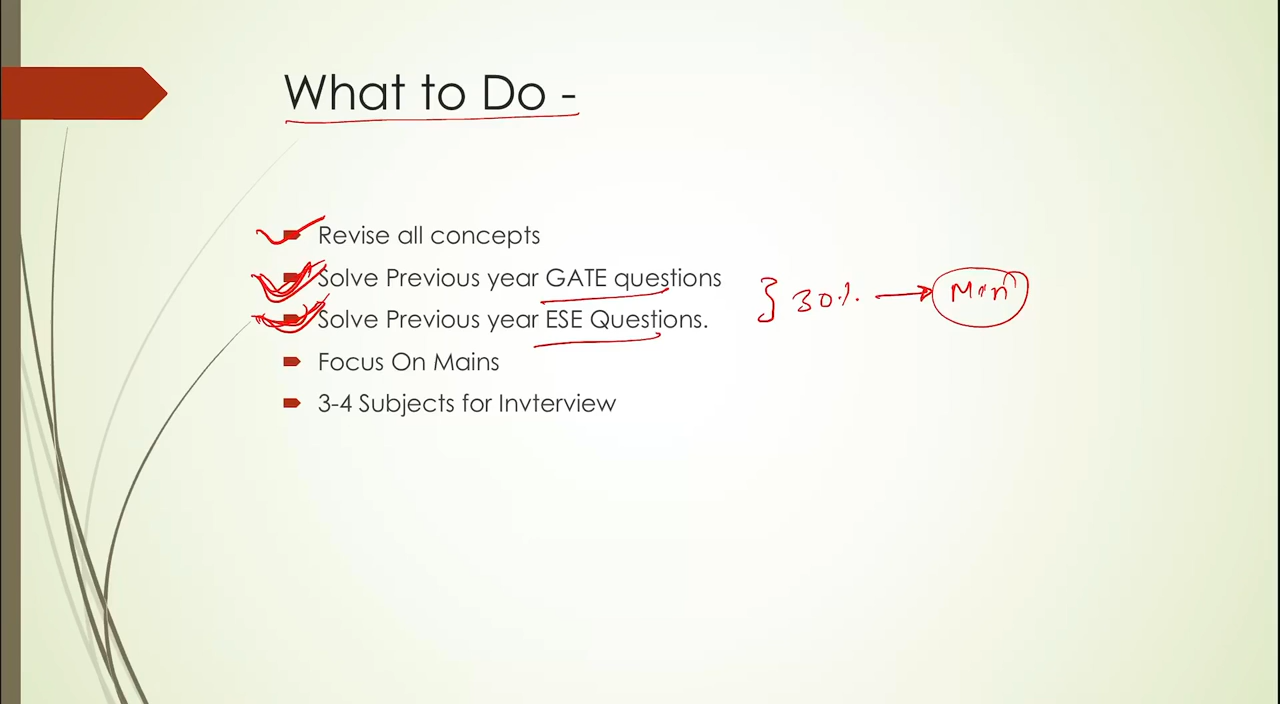 What to Do -
Revise all concepts
Solve Previous year GATE questions
Solve Previous year ESE Questions.
} 30% →
Focus On Mains
3-4 Subjects for Invterview